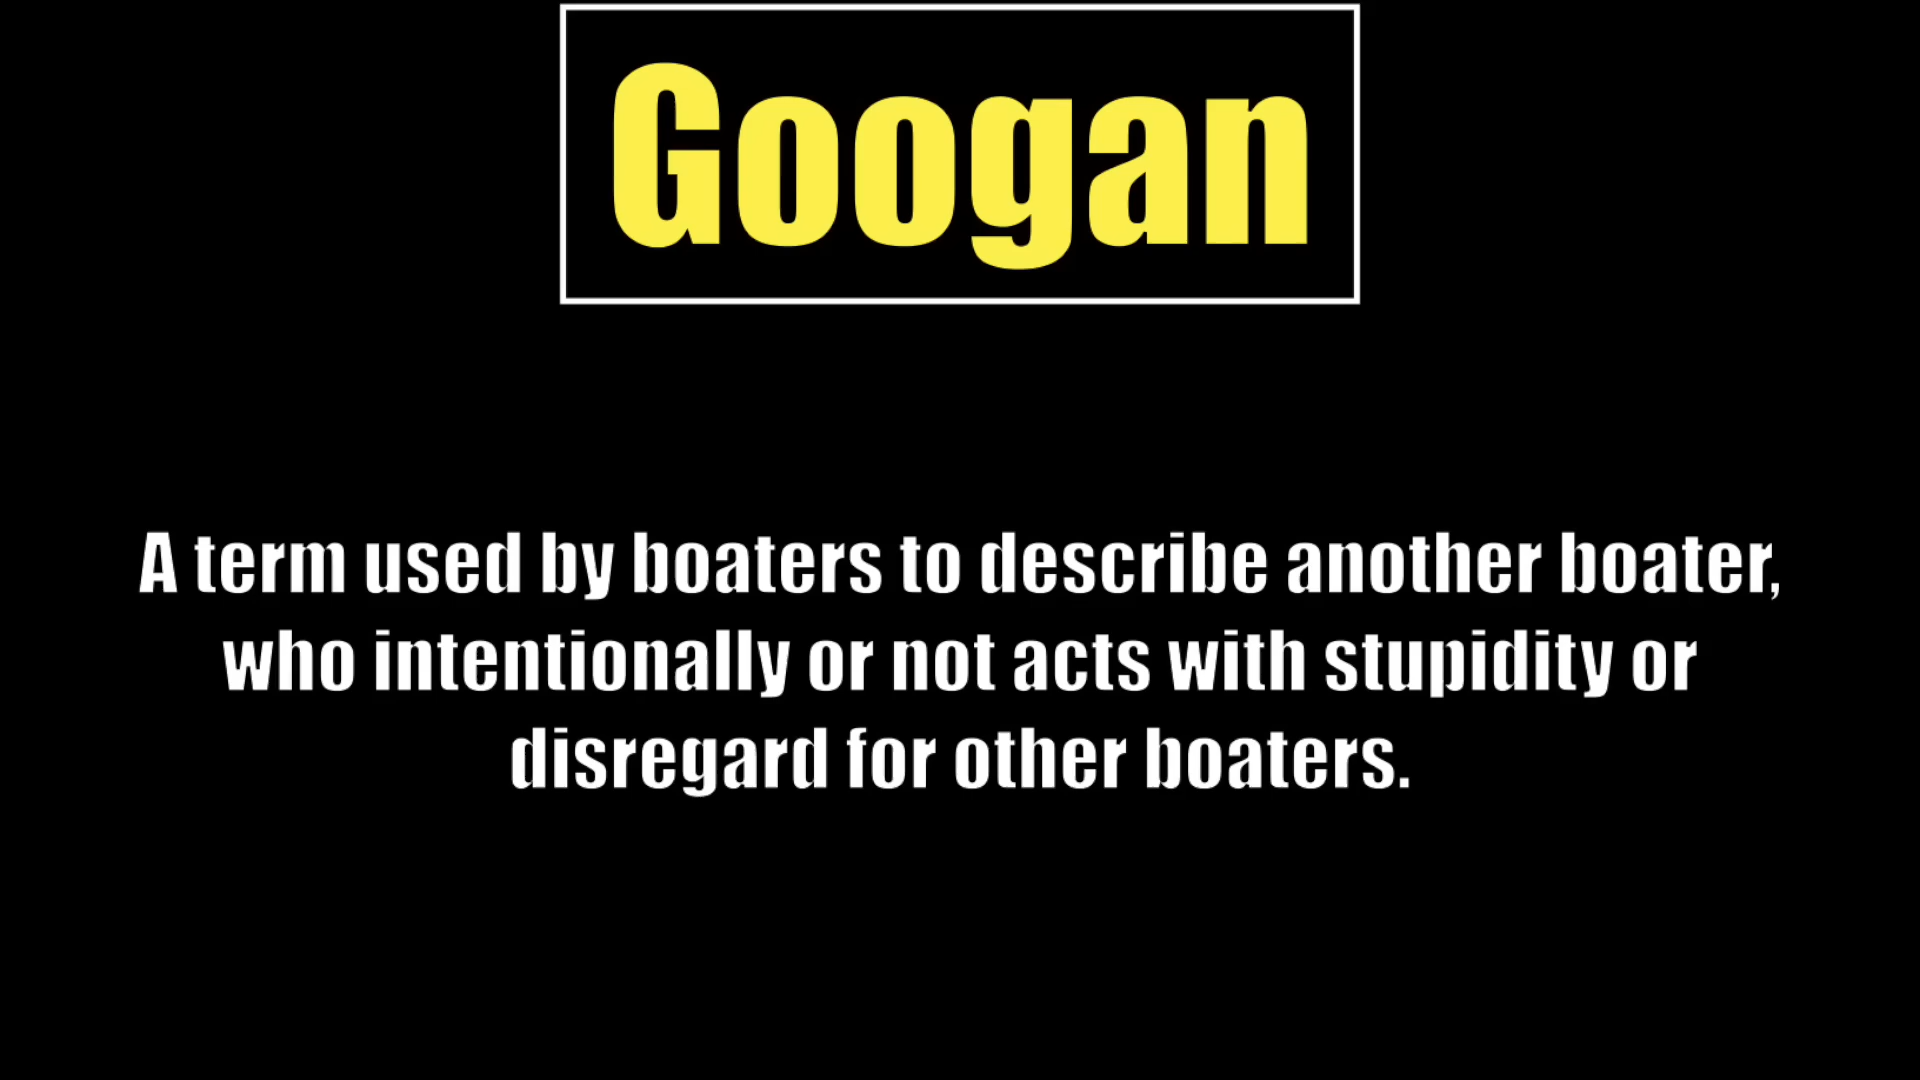 Googan
A term used by boaters to describe another boater,
who intentionally or not acts with stupidity or
disregard for other boaters.